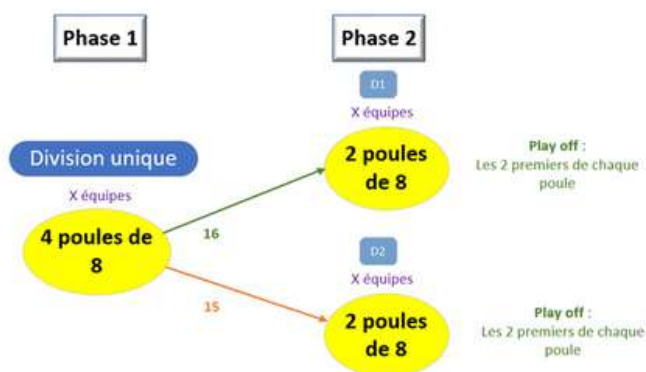 Phase 1
Phase 2
D1
X équipes
2 poules
de 8
Play off :
Les 2 premiers de chaque
poule
Division unique
X équipes
4 poules de
8
16
15
D2
X équipes
2 poules
de 8
Play off :
Les 2 premiers de chaque
poule